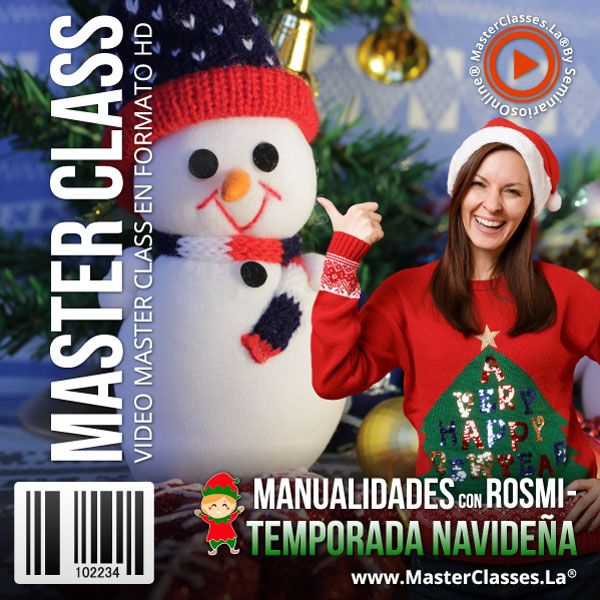 MASTER CLASS
VIDEO MASTER CLASS EN FORMATO HD
MasterClasses.La® By SeminariosOnline®
A
VERY
HAPPY
NEW YEAR
MANUALIDADES CON ROSMI -
TEMPORADA NAVIDEÑA
102234
www.MasterClasses.La®